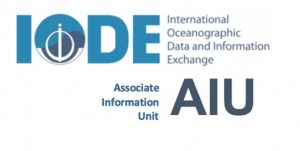 IODE
International
Oceanographic
Data and Information
Exchange
Associate
Information
Unit
AIU